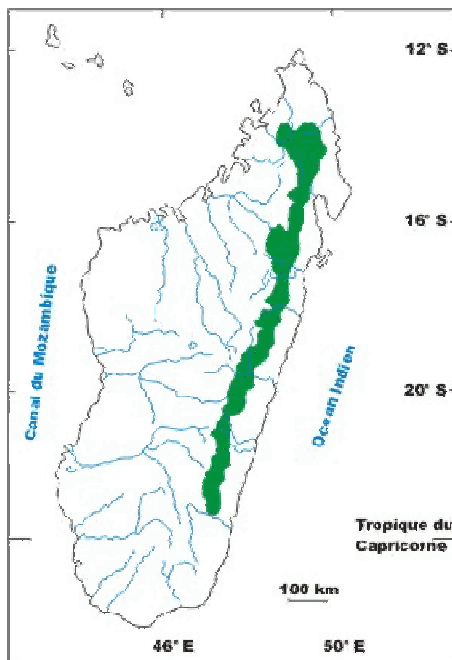 12° S
16° S
Canal du Mozambique
20° S
Ocean Indien
Tropique du
Capricorne
100 km
46° E
50° E